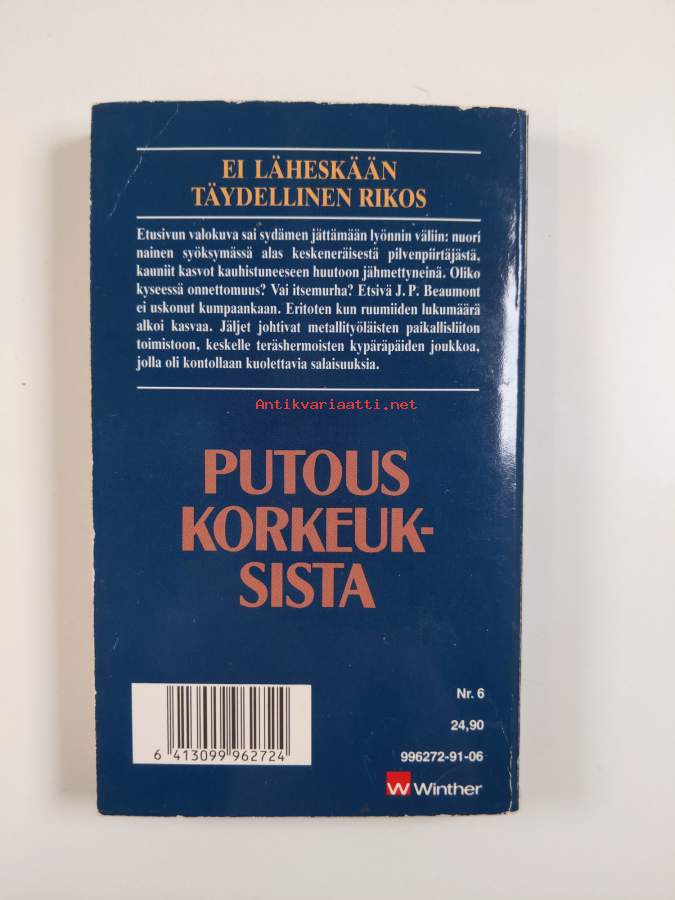 EI LÄHESKÄÄN
TÄYDELLINEN RIKOS
Etusivun valokuva sai sydämen jättämään lyönnin väliin: nuori
nainen syöksymässä alas keskeneräisestä pilvenpiirtäjästä,
kauniit kasvot kauhistuneeseen huutoon jähmettyneinä. Oliko
kyseessä onnettomuus? Vai itsemurha? Etsivä J. P. Beaumont
ei uskonut kumpaankaan. Eritoten kun ruumiiden lukumäärä
alkoi kasvaa. Jäljet johtivat metallityöläisten paikallisliiton
toimistoon, keskelle teräshermoisten kypäräpäiden joukkoa,
jolla oli kontollaan kuolettavia salaisuuksia.
Antikvariaatti.net
PUTOUS
KORKEUK-
SISTA
Nr. 6
24,90
6 413099 962724
996272-91-06
W Winther